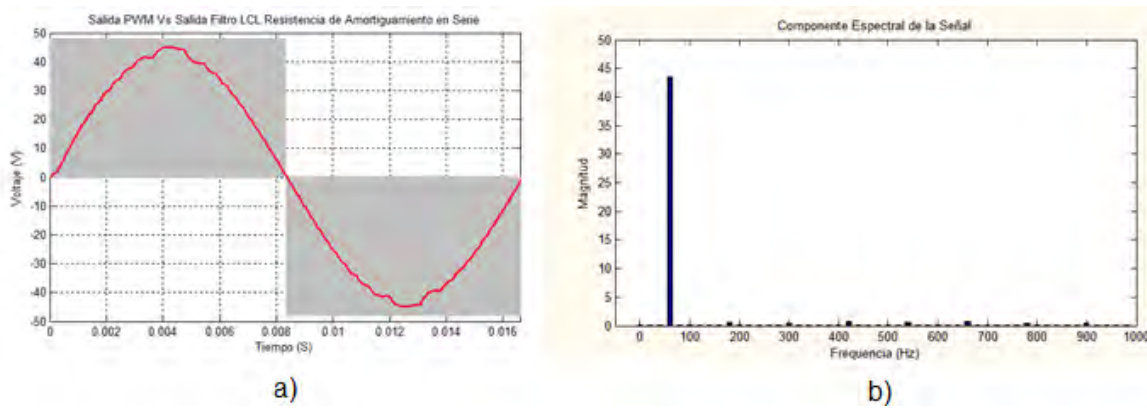 Salida PWM Vs Salida Filtro LCL Resistencia de Amortiguamiento en Serie
50
40
30
20
10
0
-10
-20
-30
-40
-50
Voltaje (V)
0 0.002 0.004 0.006 0.008 0.01 0.012 0.014 0.016
Tiempo (S)
a)
Componente Espectral de la Señal
50
45
40
35
30
25
20
15
10
5
0
Magnitud
0 100 200 300 400 500 600 700 800 900 1000
Frequencia (Hz)
b)